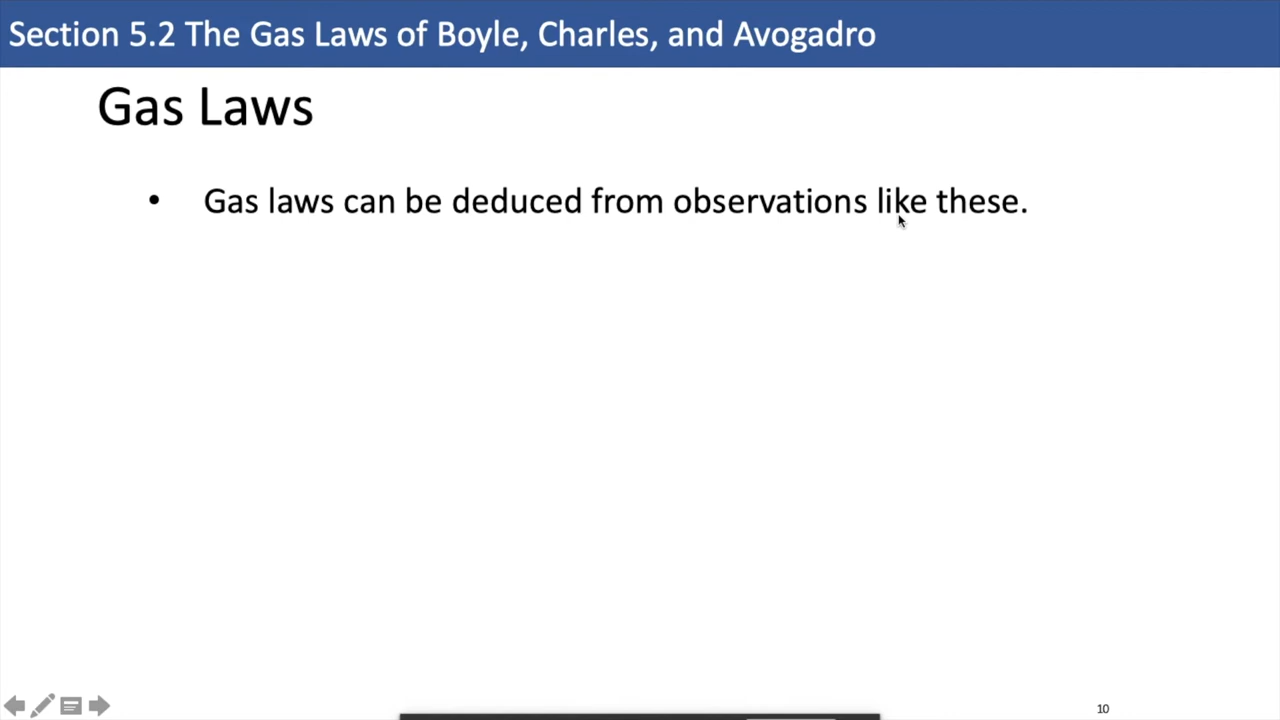 Section 5.2 The Gas Laws of Boyle, Charles, and Avogadro
Gas Laws
• Gas laws can be deduced from observations like these.
10